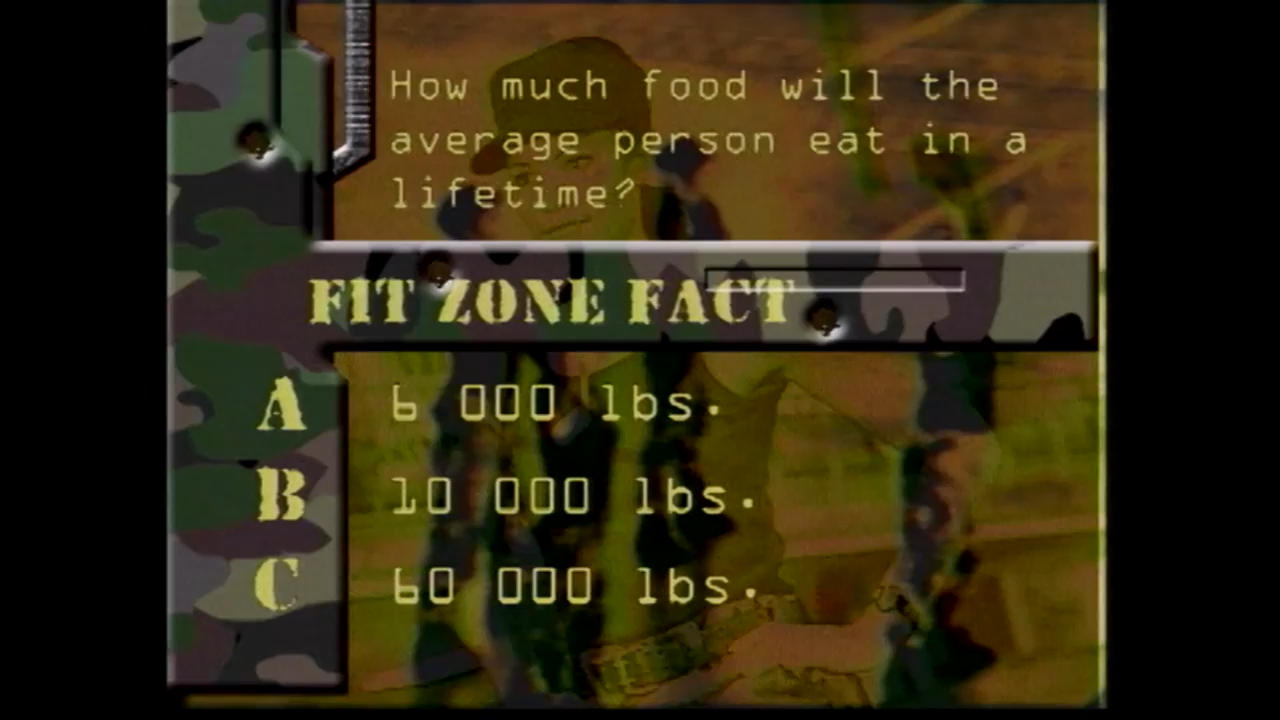 How much food will the
average person eat in a
lifetime?
FIT ZONE FACT
A 6 000 lbs.
B 10 000 lbs.
C 60 000 lbs.